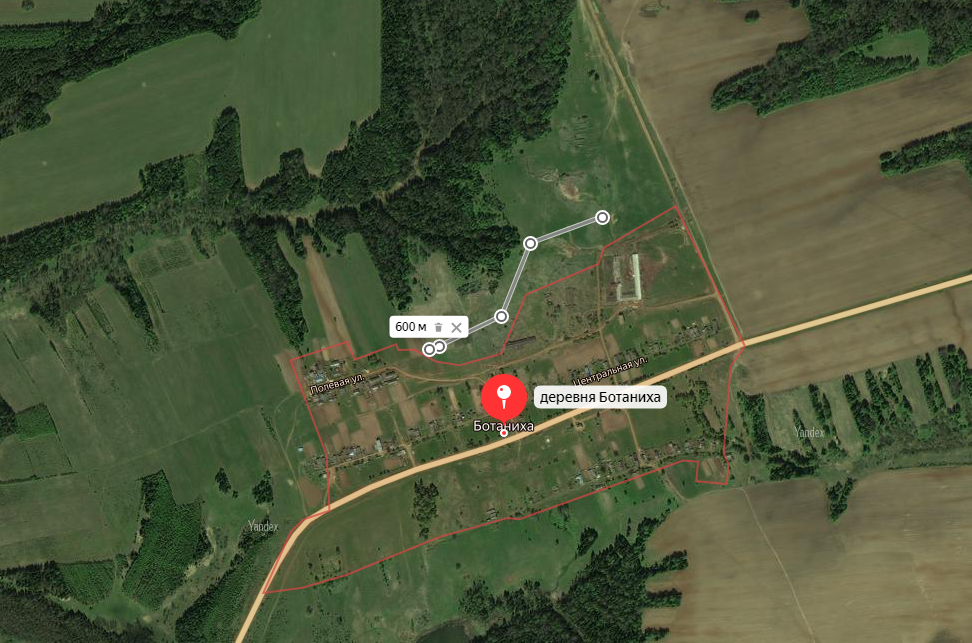 600 м
Полевая ул.
Центральная ул.
деревня Ботаниха
Ботаниха
Yandex
Yandex